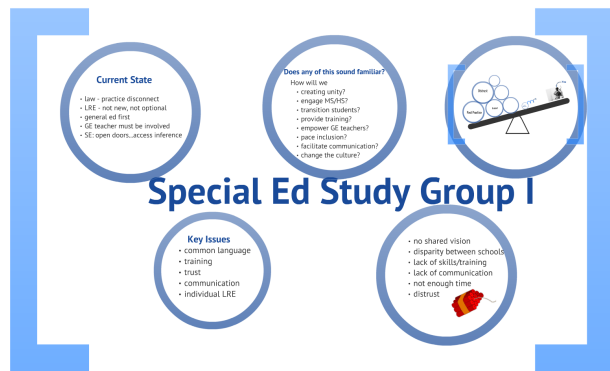 Current State
• law - practice disconnect
• LRE - not new, not optional
• general ed first
• GE teacher must be involved
• SE: open doors...access inference
Does any of this sound familiar?
How will we
• creating unity?
• engage MS/HS?
• transition students?
• provide training?
• empower GE teachers?
• pace inclusion?
• facilitate communication?
• change the culture?
Special Ed Study Group I
Key Issues
• common language
• training
• trust
• communication
• individual LRE
• no shared vision
• disparity between schools
• lack of skills/training
• lack of communication
• not enough time
• distrust